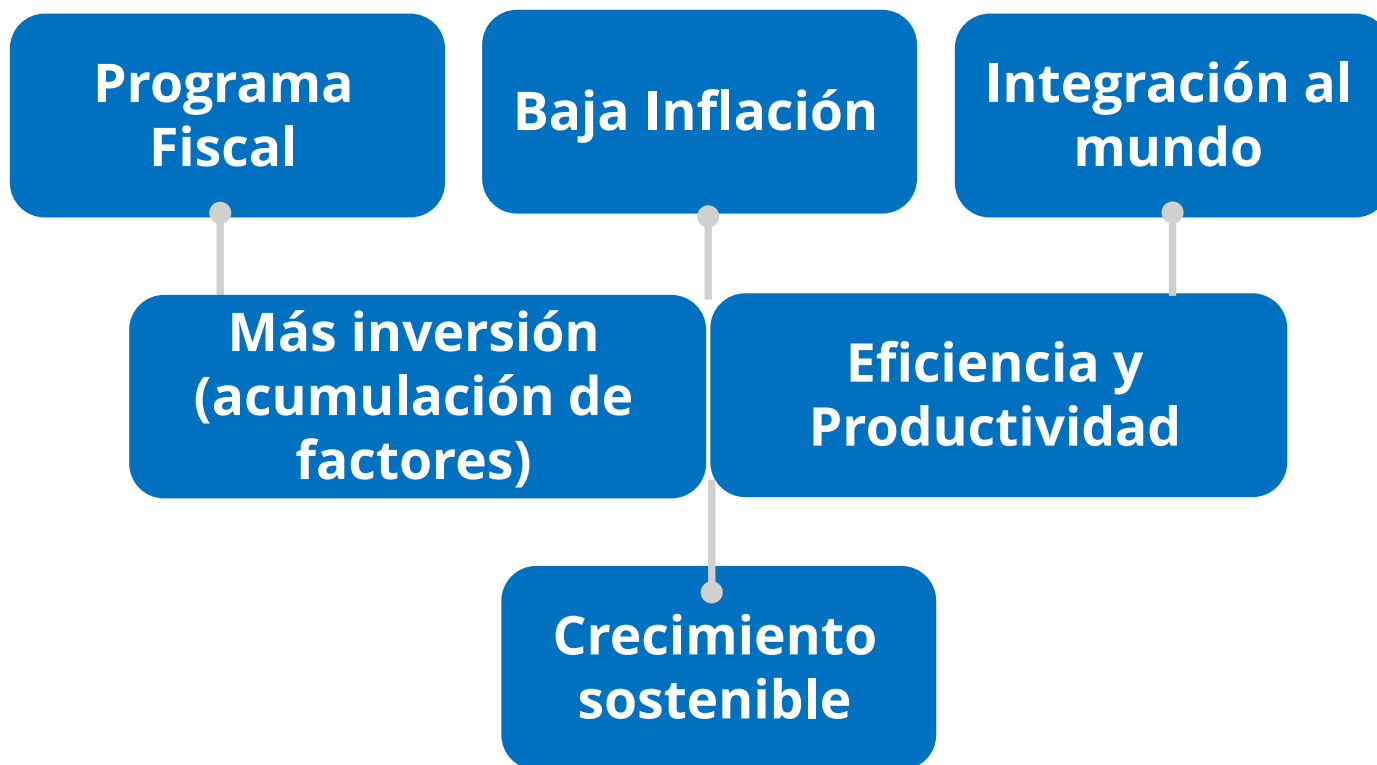 Programa
Fiscal
Baja Inflación
Integración al
mundo
Más inversión
(acumulación de
factores)
Eficiencia y
Productividad
Crecimiento
sostenible